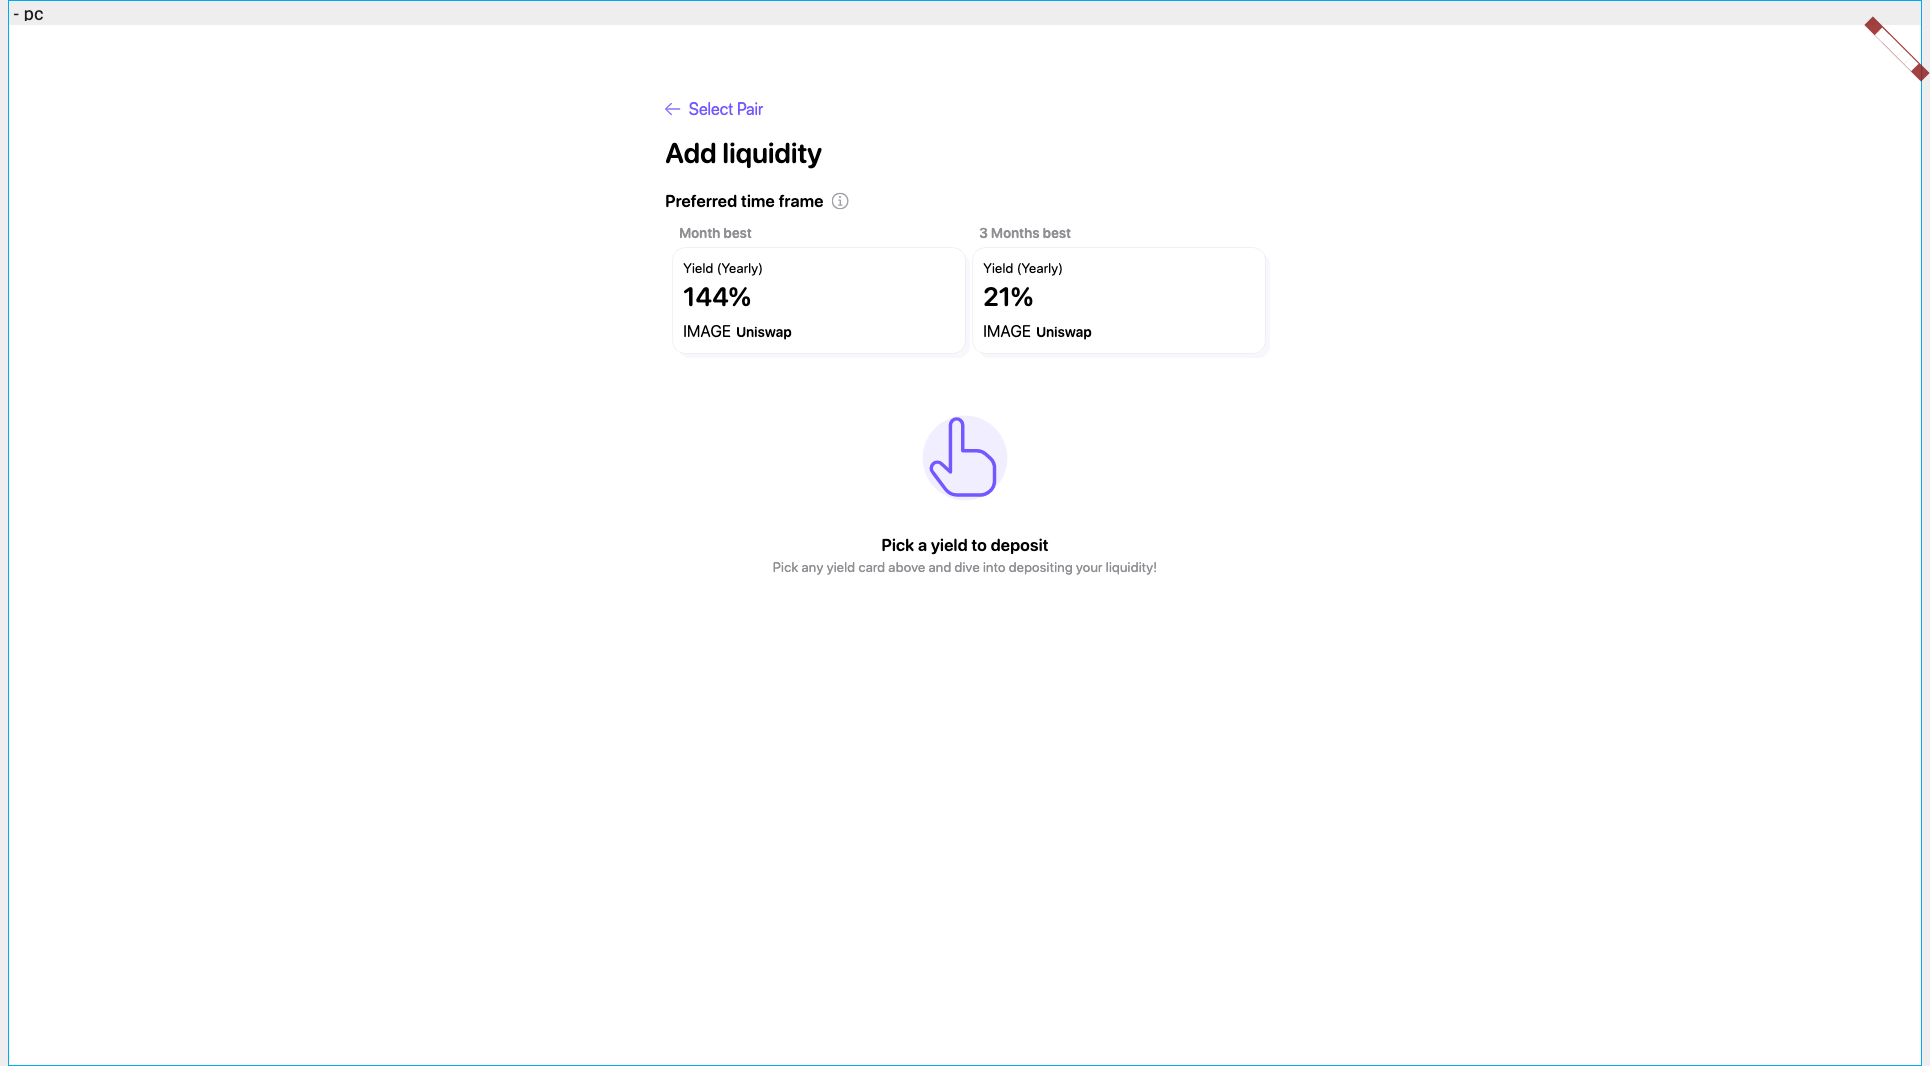 - pc
Select Pair
Add liquidity
Preferred time frame
Month best
Yield (Yearly)
144%
IMAGE Uniswap
3 Months best
Yield (Yearly)
21%
IMAGE Uniswap
Pick a yield to deposit
Pick any yield card above and dive into depositing your liquidity!